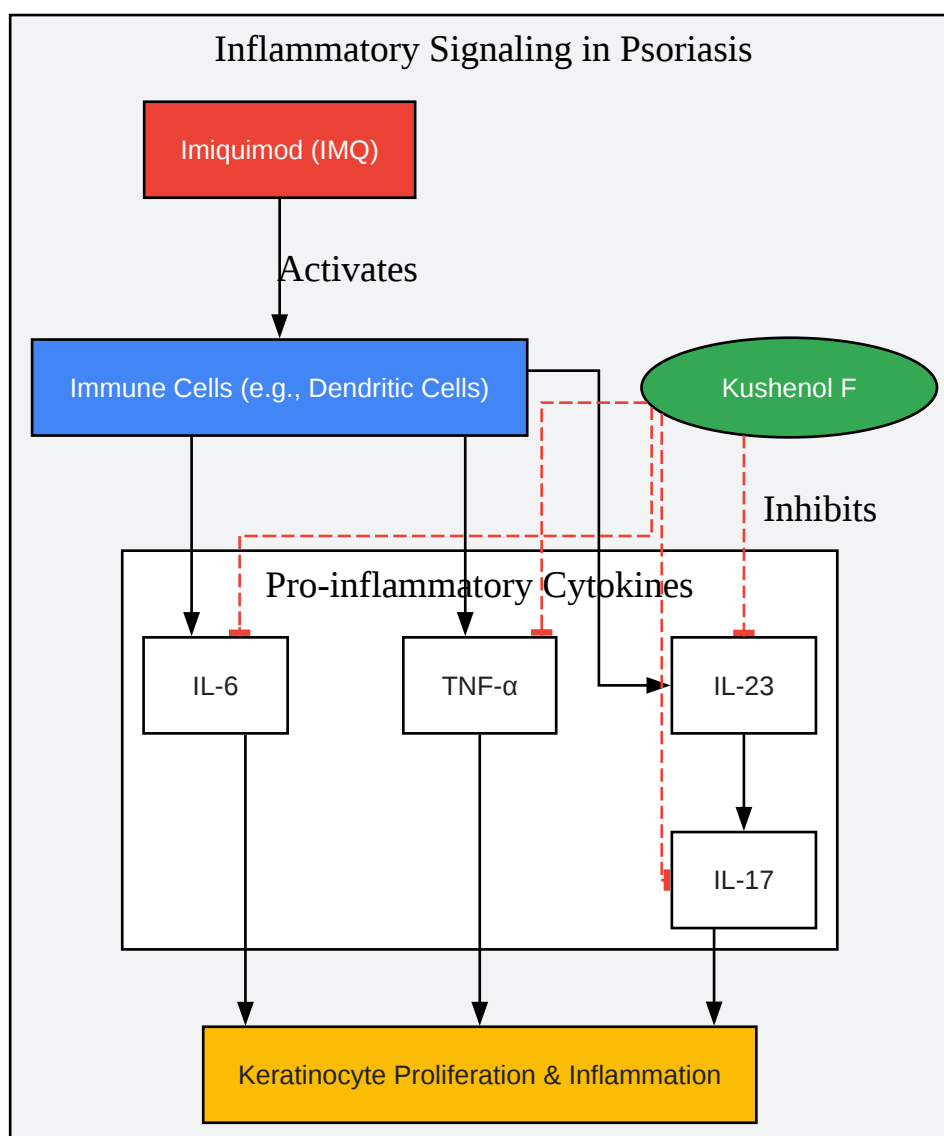 Inflammatory Signaling in Psoriasis
Imiquimod (IMQ)
Activates
Immune Cells (e.g., Dendritic Cells)
Kushenol F
Inhibits
Pro-inflammatory Cytokines
IL-6
TNF-α
IL-23
IL-17
Keratinocyte Proliferation & Inflammation